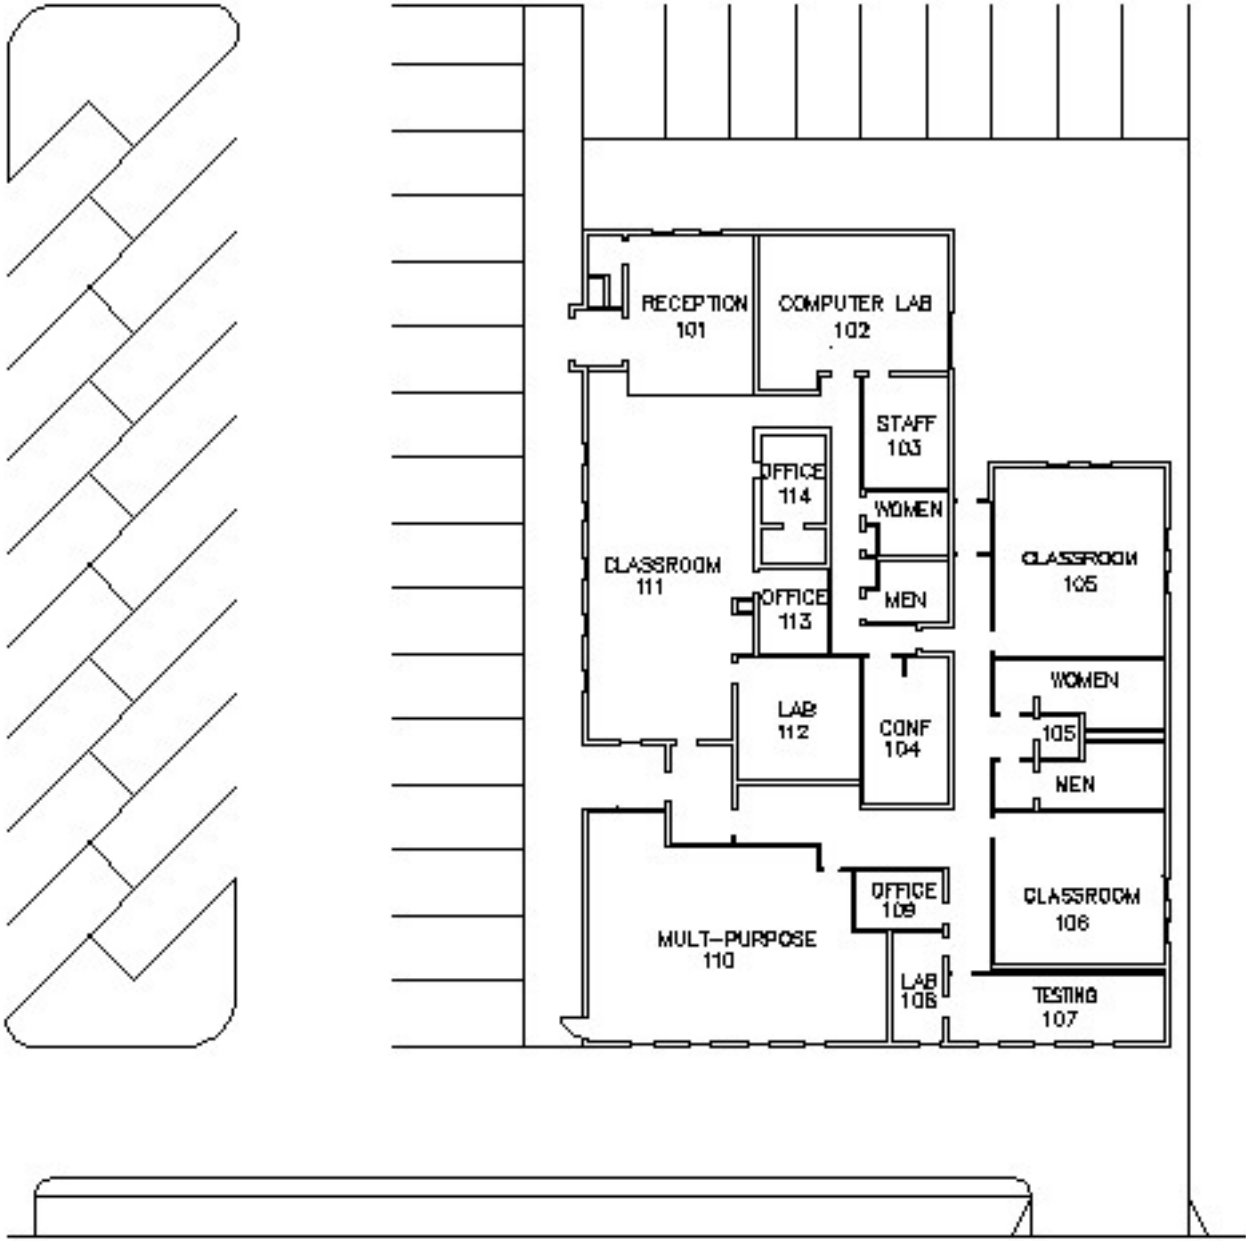 RECEPTION
101
COMPUTER LAB
102
STAFF
103
OFFICE
114
WOMEN
CLASSROOM
111
CLASSROOM
105
OFFICE
113
MEN
WOMEN
LAB
112
CONF
104
105
MEN
OFFICE
109
CLASSROOM
106
MULT-PURPOSE
110
LAB
108
TESTING
107